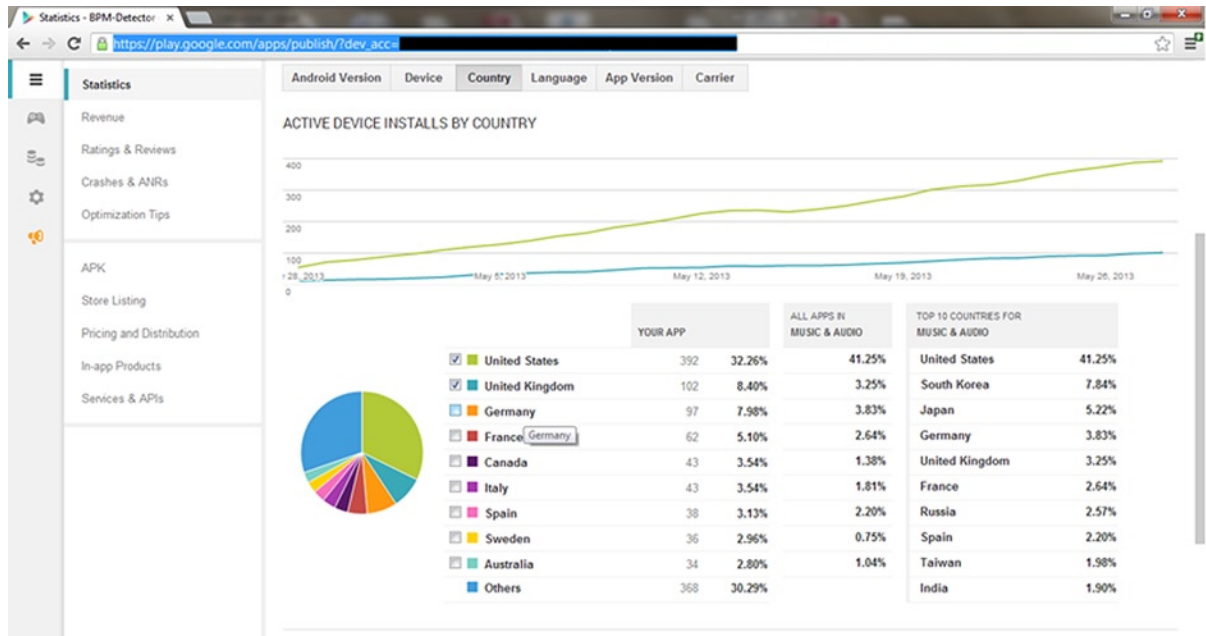 Statistics - BPM-Detector
https://play.google.com/apps/publish/?dev_acc=
Statistics
Revenue
Ratings & Reviews
Crashes & ANRs
Optimization Tips
APK
Store Listing
Pricing and Distribution
In-app Products
Services & APIs
Android Version Device Country Language App Version Carrier
ACTIVE DEVICE INSTALLS BY COUNTRY
400
300
200
100
28, 2013 May 5, 2013 May 12, 2013 May 19, 2013 May 26, 2013
0
YOUR APP
ALL APPS IN
MUSIC & AUDIO
TOP 10 COUNTRIES FOR
MUSIC & AUDIO
United States 392 32.26% 41.25% United States 41.25%
United Kingdom 102 8.40% 3.25% South Korea 7.84%
Germany 97 7.98% 3.83% Japan 5.22%
France Germany 62 5.10% 2.64% Germany 3.83%
Canada 43 3.54% 1.38% United Kingdom 3.25%
Italy 43 3.54% 1.81% France 2.64%
Spain 38 3.13% 2.20% Russia 2.57%
Sweden 36 2.96% 0.75% Spain 2.20%
Australia 34 2.80% 1.04% Taiwan 1.98%
Others 368 30.29% India 1.90%